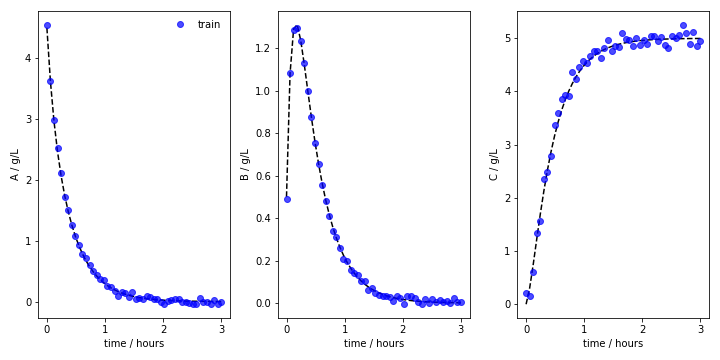 train
A / g/L
4
3
2
1
0
0 1 2 3
time / hours
B / g/L
1.2
1.0
0.8
0.6
0.4
0.2
0.0
0 1 2 3
time / hours
C / g/L
5
4
3
2
1
0
0 1 2 3
time / hours